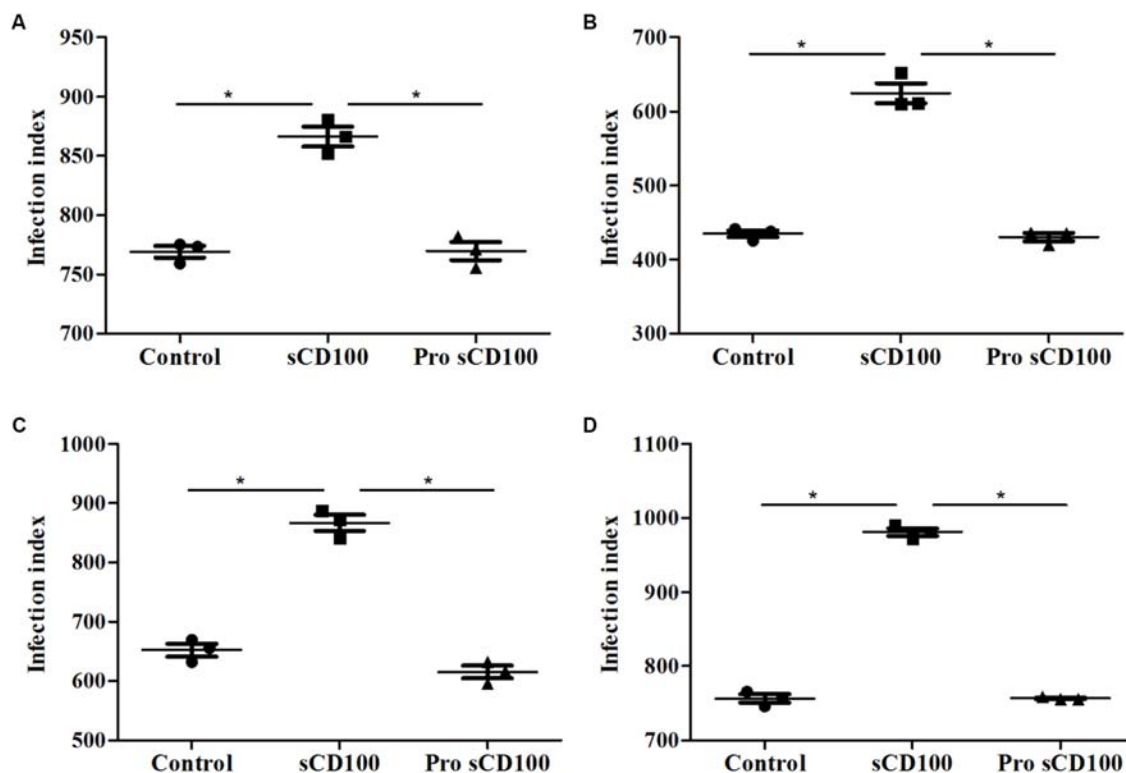 A
Infection index
950
900
850
800
750
700
*
*
Control
sCD100
Pro sCD100
B
Infection index
700
600
500
400
300
*
*
Control
sCD100
Pro sCD100
C
Infection index
1000
900
800
700
600
500
*
*
Control
sCD100
Pro sCD100
D
Infection index
1100
1000
900
800
700
*
*
Control
sCD100
Pro sCD100